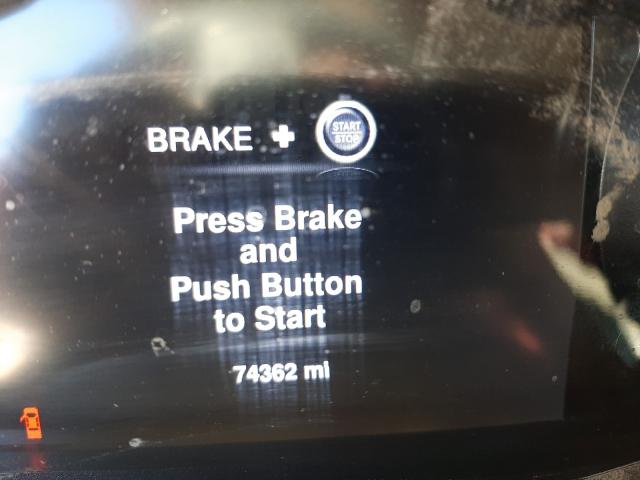 BRAKE + START
STOP
Press Brake
and
Push Button
to Start
74362 mi